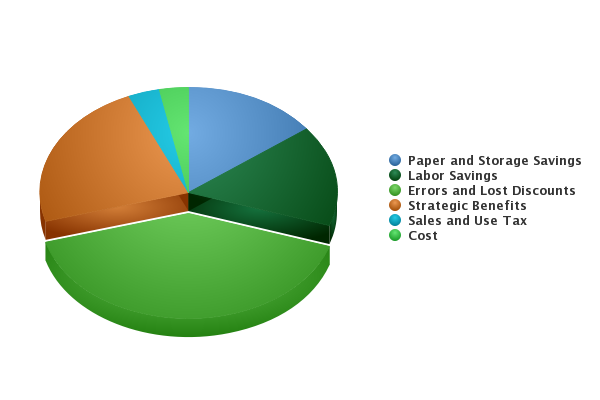 Paper and Storage Savings
Labor Savings
Errors and Lost Discounts
Strategic Benefits
Sales and Use Tax
Cost